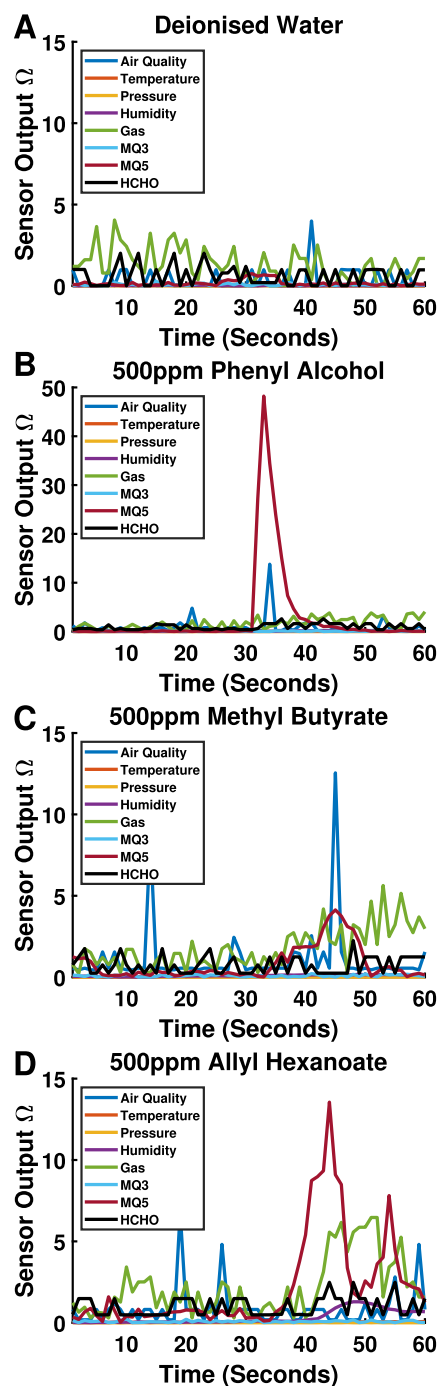 A
Deionised Water
Sensor Output Ω
15
10
5
0
Air Quality
Temperature
Pressure
Humidity
Gas
MQ3
MQ5
HCHO
10 20 30 40 50 60
Time (Seconds)
B
500ppm Phenyl Alcohol
Sensor Output Ω
50
40
30
20
10
0
Air Quality
Temperature
Pressure
Humidity
Gas
MQ3
MQ5
HCHO
10 20 30 40 50 60
Time (Seconds)
C
500ppm Methyl Butyrate
Sensor Output Ω
15
10
5
0
Air Quality
Temperature
Pressure
Humidity
Gas
MQ3
MQ5
HCHO
10 20 30 40 50 60
Time (Seconds)
D
500ppm Allyl Hexanoate
Sensor Output Ω
15
10
5
0
Air Quality
Temperature
Pressure
Humidity
Gas
MQ3
MQ5
HCHO
10 20 30 40 50 60
Time (Seconds)